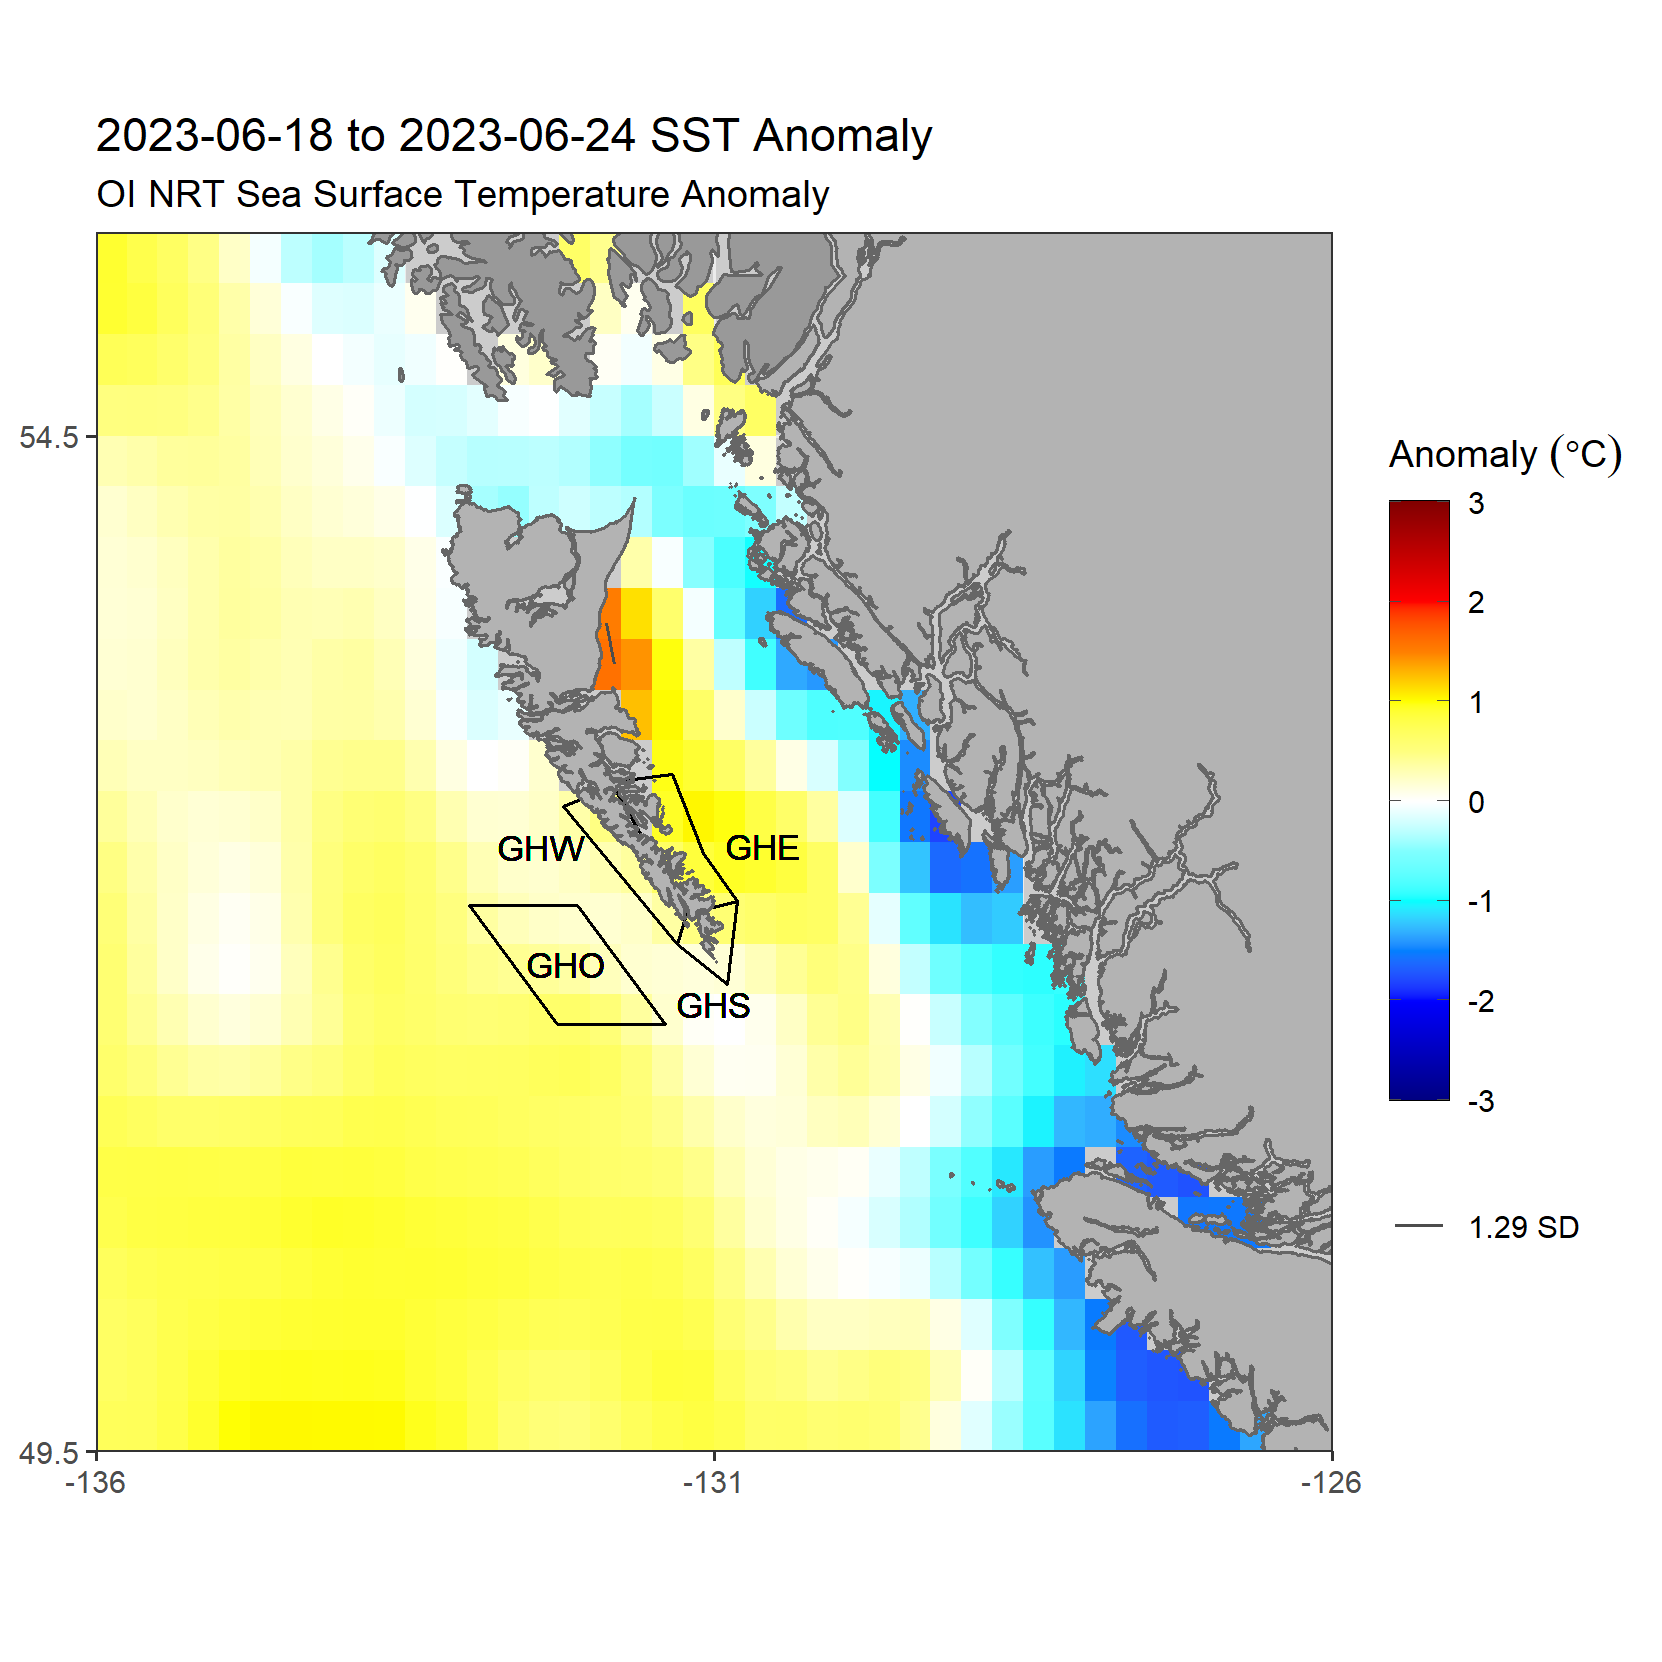 2023-06-18 to 2023-06-24 SST Anomaly
OI NRT Sea Surface Temperature Anomaly
54.5
49.5
-136
-131
-126
GHW
GHE
GHO
GHS
Anomaly (°C)
3
2
1
0
-1
-2
-3
1.29 SD